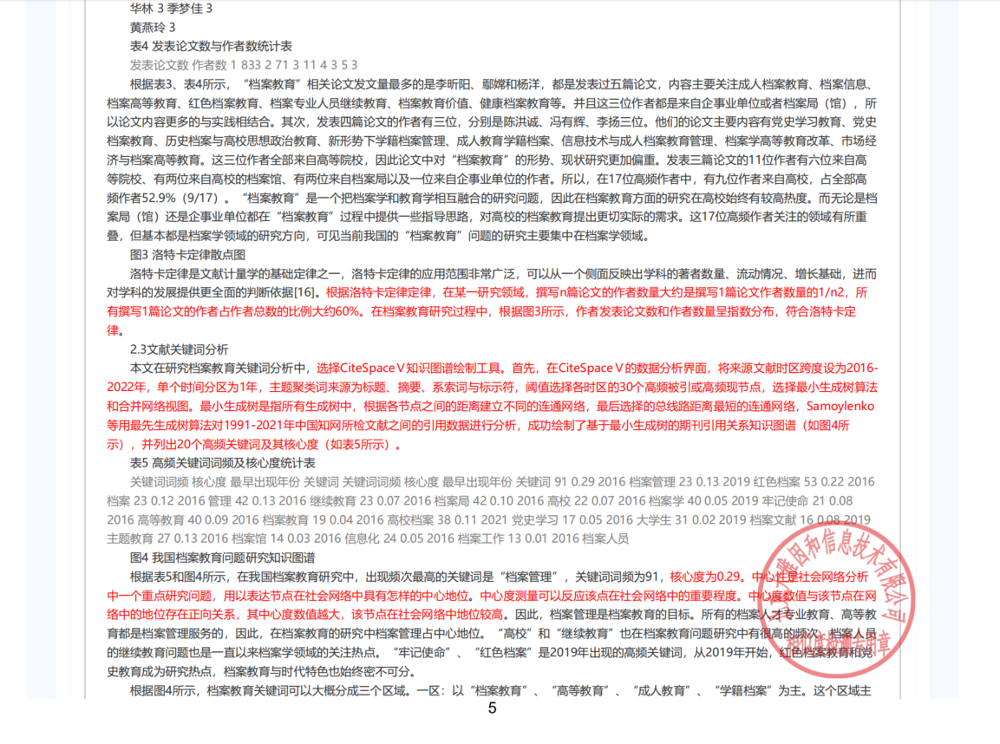 华林 3 季梦佳 3
黄燕玲 3
表4 发表论文数与作者数统计表
发表论文数 作者数 1 833 2 71 3 11 4 3 5 3
根据表3、表4所示，“档案教育”相关论文发文量最多的是李昕阳、鄢嫦和杨洋，都是发表过五篇论文，内容主要关注成人档案教育、档案信息、
档案高等教育、红色档案教育、档案专业人员继续教育、档案教育价值、健康档案教育等。并且这三位作者都是来自企事业单位或者档案局（馆），所
以论文内容更多的与实践相结合。其次，发表四篇论文的作者有三位，分别是陈洪诚、冯有辉、李扬三位。他们的论文主要内容有党史学习教育、党史
档案教育、历史档案与高校思想政治教育、新形势下学籍档案管理、成人教育学籍档案、信息技术与成人档案教育管理、档案学高等教育改革、市场经
济与档案高等教育。这三位作者全部来自高等院校，因此论文中对“档案教育”的形势、现状研究更加偏重。发表三篇论文的11位作者有六位来自高
等院校、有两位来自高校的档案馆、有两位来自档案局以及一位来自企事业单位的作者。所以，在17位高频作者中，有九位作者来自高校，占全部高
频作者52.9%（9/17）。“档案教育”是一个把档案学和教育学相互融合的研究问题，因此在档案教育方面的研究在高校始终有较高热度。而无论是档
案局（馆）还是企事业单位都在“档案教育”过程中提供一些指导思路，对高校的档案教育提出更切实际的需求。这17位高频作者关注的领域有所重
叠，但基本都是档案学领域的研究方向，可见当前我国的“档案教育”问题的研究主要集中在档案学领域。
图3 洛特卡定律散点图
洛特卡定律是文献计量学的基础定律之一，洛特卡的应用范围非常广泛，可以从一个侧面反映出学科的著者数量、流动情况、增长基础，进而
对学科的发展提供更全面的判断依据[16]。根据洛特卡定律定律，在某一研究领域，撰写n篇论文的作者数量大约是撰写1篇论文作者数量的1/n2，所
有撰写1篇论文的作者占作者总数的比例大约60%。在档案教育研究过程中，根据图3所示，作者发表论文数和作者数量呈指数分布，符合洛特卡定
律。
2.3文献关键词分析
本文在研究档案教育关键词分析中，选择CiteSpaceⅤ知识图谱绘制工具。首先，在CiteSpaceⅤ的数据分析界面，将来源文献时区跨度设为2016-
2022年，单个时间分区为1年，主题聚类词来源为标题、摘要、系索词与标示符，阈值选择各时区的30个高频被引或高频现节点，选择最小生成树算法
和合并网络视图。最小生成树是指所有生成树中，根据各节点之间的距离建立不同的连通网络，最后选择的总线路距离最短的连通网络，Samoylenko
等用最先生成树算法对1991-2021年中国知网所检文献之间的引用数据进行分析，成功绘制了基于最小生成树的期刊引用关系知识图谱（如图4所
示），并列出20个高频关键词及其核心度（如表5所示）。
表5 高频关键词词频及核心度统计表
关键词词频 核心度 最早出现年份 关键词 关键词词频 核心度 最早出现年份 关键词 91 0.29 2016 档案管理 23 0.13 2019 红色档案 53 0.22 2016
档案 23 0.12 2016 管理 42 0.13 2016 继续教育 23 0.07 2016 档案局 42 0.10 2016 高校 22 0.07 2016 档案学 40 0.05 2019 牢记使命 21 0.08
2016 高等教育 40 0.09 2016 档案教育 19 0.04 2016 高校档案 38 0.11 2021 党史学习 17 0.05 2016 大学生 31 0.02 2019 档案文献 16 0.08 2019
主题教育 27 0.13 2016 档案馆 14 0.03 2016 信息化 24 0.05 2016 档案工作 13 0.01 2016 档案人员
图4 我国档案教育问题研究知识图谱
根据表5和图4所示，在我国档案教育研究中，出现频次最高的关键词是“档案管理”，关键词词频为91，核心度为0.29。中心性是社会网络分析
中一个重点研究问题，用以表达节点在社会网络中具有怎样的中心地位。中心度测量可以反应该点在社会网络中的重要程度。中心度数值与该节点在网
络中的地位存在正向关系，其中心度数值越大，该节点在社会网络中地位较高。因此，档案管理是档案教育的目标。所有的档案人才专业教育、高等教
育都是档案管理服务的，因此，在档案教育的研究中档案管理占中心地位。“高校”和“继续教育”也在档案教育问题研究中有很高的频次，档案人员
的继续教育问题也是一直以来档案学领域的关注热点。“牢记使命”、“红色档案”是2019年出现的高频关键词，从2019年开始，红色档案教育和党
史教育成为研究热点，档案教育与时代特色也始终密不可分。
根据图4所示，档案教育关键词可以大概分成三个区域。一区：以“档案教育”、“高等教育”、“成人教育”、“学籍档案”为主。这个区域主
5